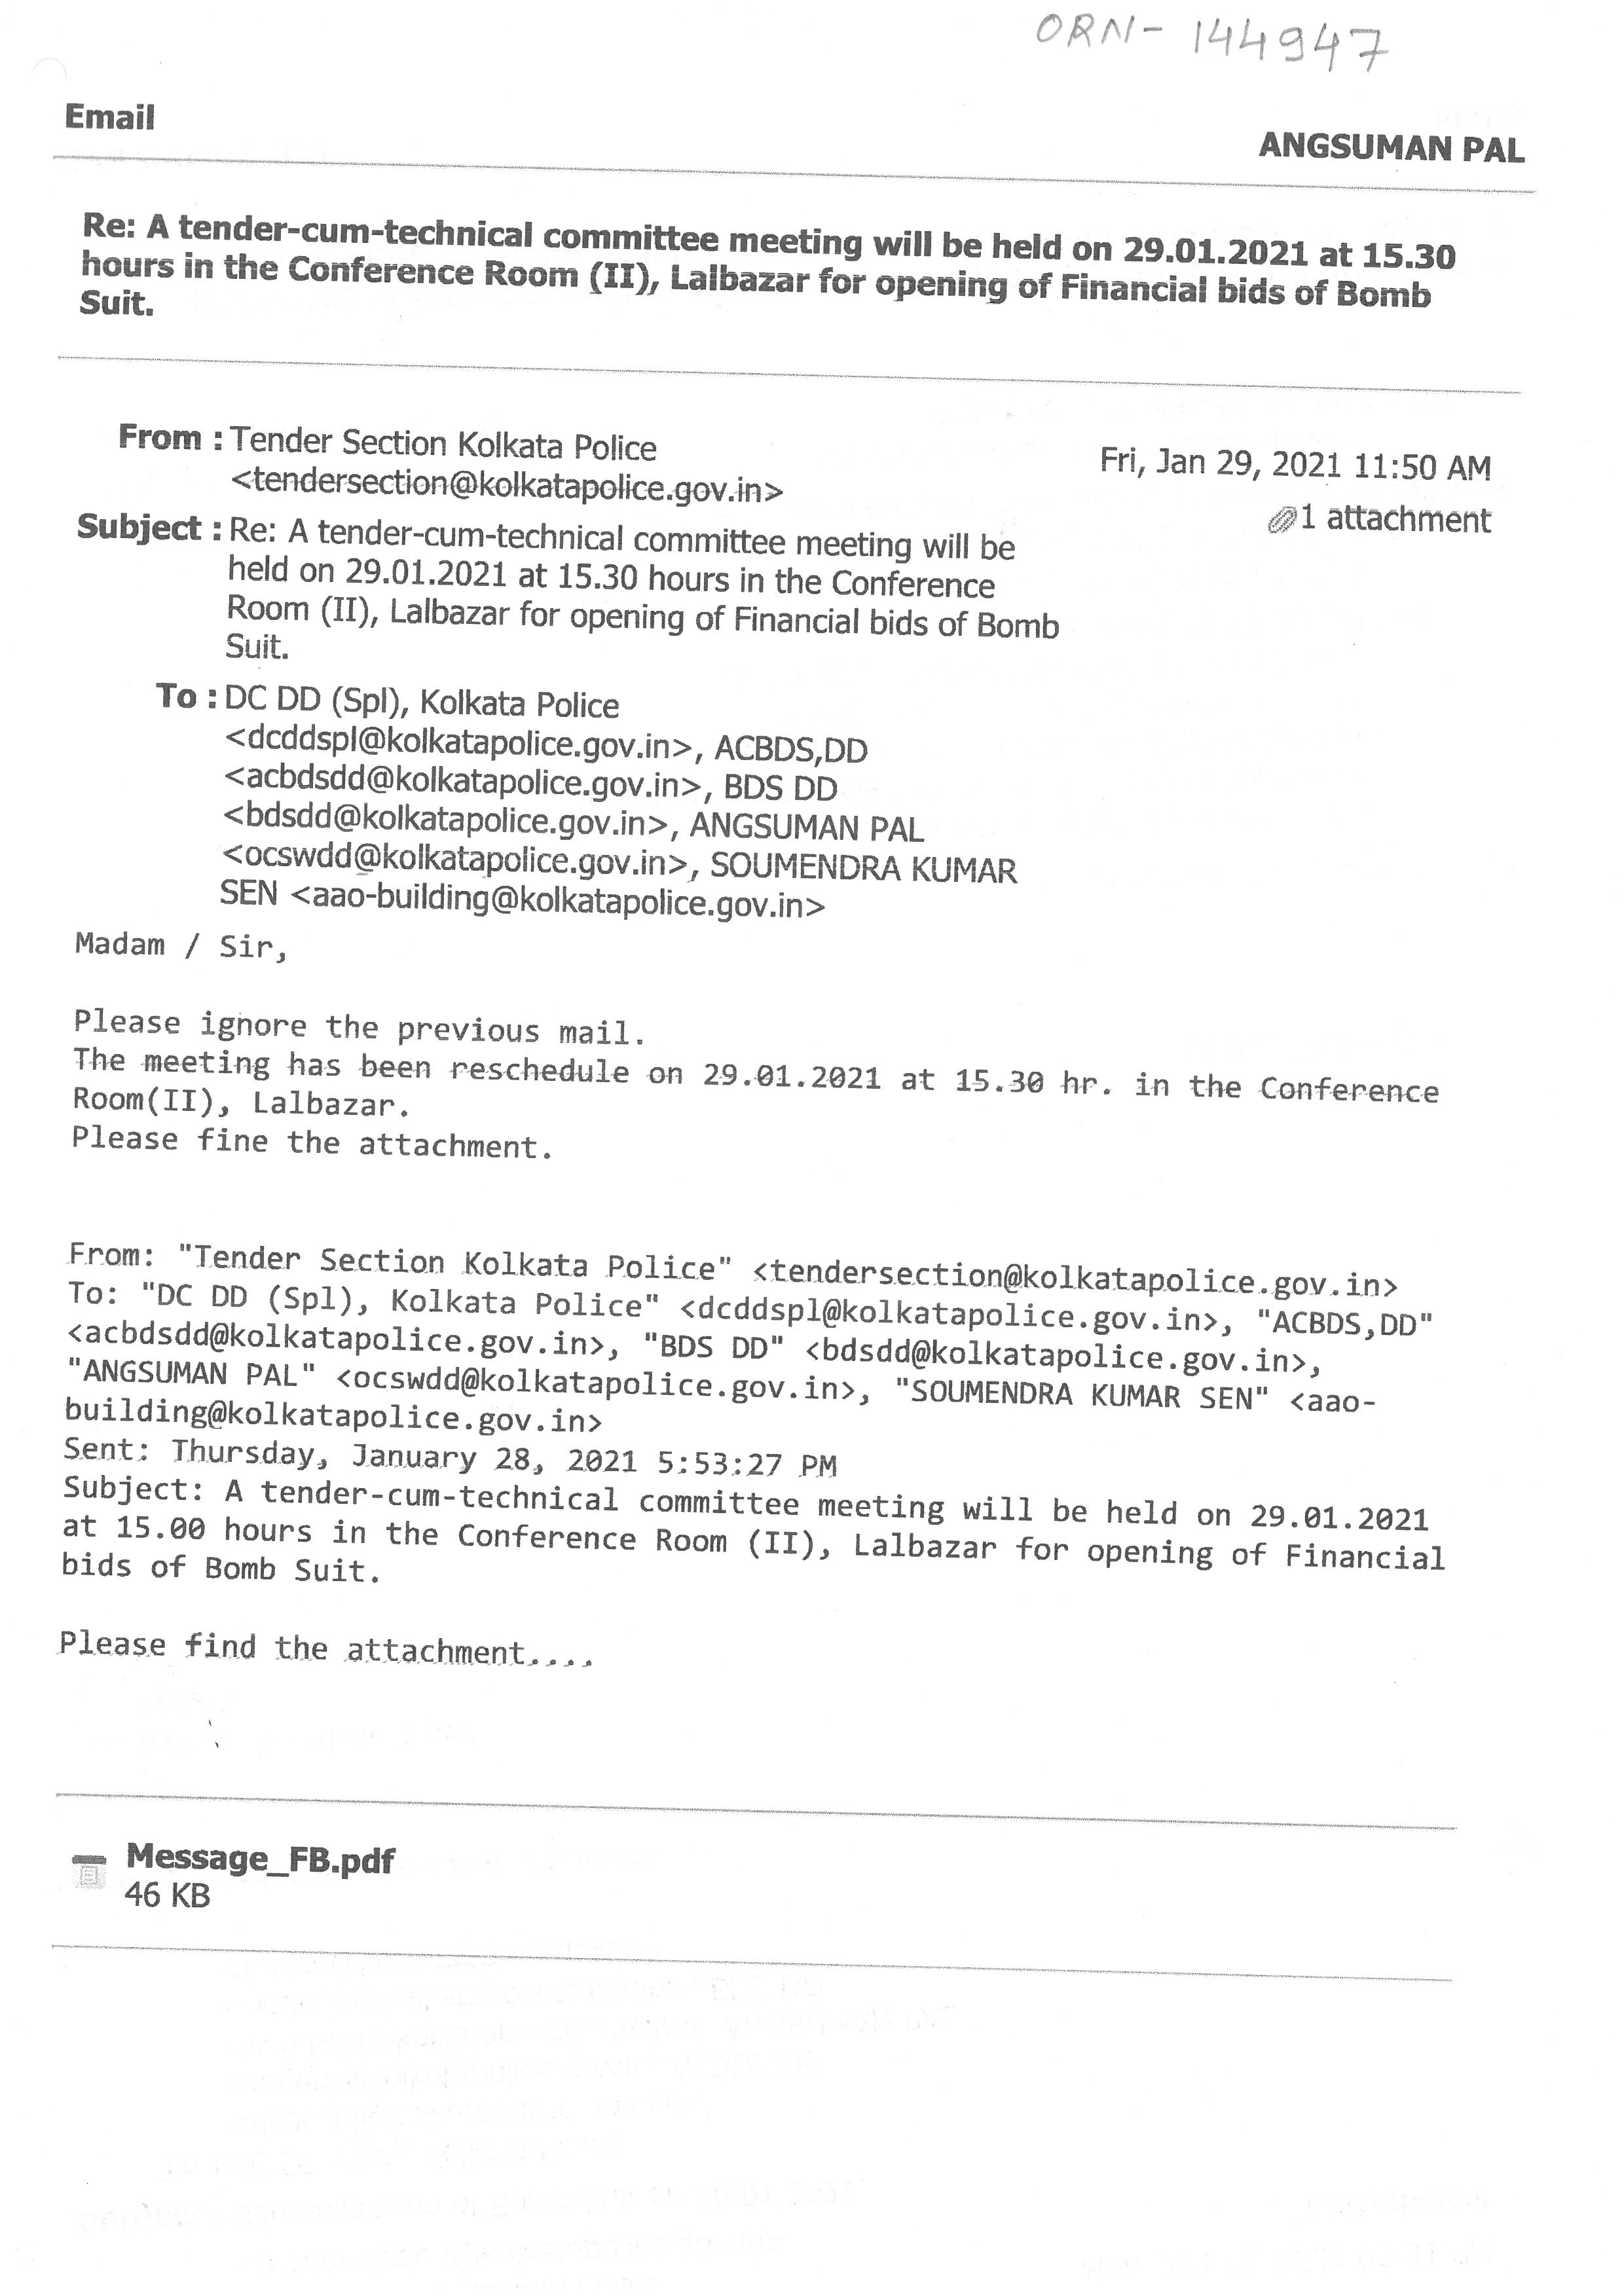 ORN- 144947
Email
ANGSUMAN PAL
Re: A tender-cum-technical committee meeting will be held on 29.01.2021 at 15.30
hours in the Conference Room (II), Lalbazar for opening of Financial bids of Bomb
Suit.
From : Tender Section Kolkata Police
<tendersection@kolkatapolice.gov.in>
Fri, Jan 29, 2021 11:50 AM
1 attachment
Subject : Re: A tender-cum-technical committee meeting will be
held on 29.01.2021 at 15.30 hours in the Conference
Room (II), Lalbazar for opening of Financial bids of Bomb
Suit.
To : DC DD (Spl), Kolkata Police
<dcddspl@kolkatapolice.gov.in>, ACBDS,DD
<acbdsdd@kolkatapolice.gov.in>, BDS DD
<bdsdd@kolkatapolice.gov.in>, ANGSUMAN PAL
<ocswdd@kolkatapolice.gov.in>, SOUMENDRA KUMAR
SEN <aao-building@kolkatapolice.gov.in>
Madam / Sir,
Please ignore the previous mail.
The meeting has been reschedule on 29.01.2021 at 15.30 hr. in the Conference
Room(II), Lalbazar.
Please fine the attachment.
From: "Tender Section Kolkata Police" <tendersection@kolkatapolice.gov.in>
To: "DC DD (Spl), Kolkata Police" <dcddspl@kolkatapolice.gov.in>, "ACBDS,DD"
<acbdsdd@kolkatapolice.gov.in>, "BDS DD" <bdsdd@kolkatapolice.gov.in>,
"ANGSUMAN PAL" <ocswdd@kolkatapolice.gov.in>, "SOUMENDRA KUMAR SEN" <aao-
building@kolkatapolice.gov.in>
Sent: Thursday, January 28, 2021 5:53:27 PM
Subject: A tender-cum-technical committee meeting will be held on 29.01.2021
at 15.00 hours in the Conference Room (II), Lalbazar for opening of Financial
bids of Bomb Suit.
Please find the attachment....
Message_FB.pdf
46 KB